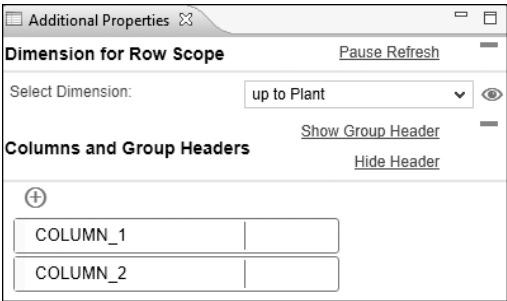 Additional Properties
Dimension for Row Scope Pause Refresh
Select Dimension: up to Plant
Show Group Header
Columns and Group Headers
Hide Header
COLUMN_1
COLUMN_2